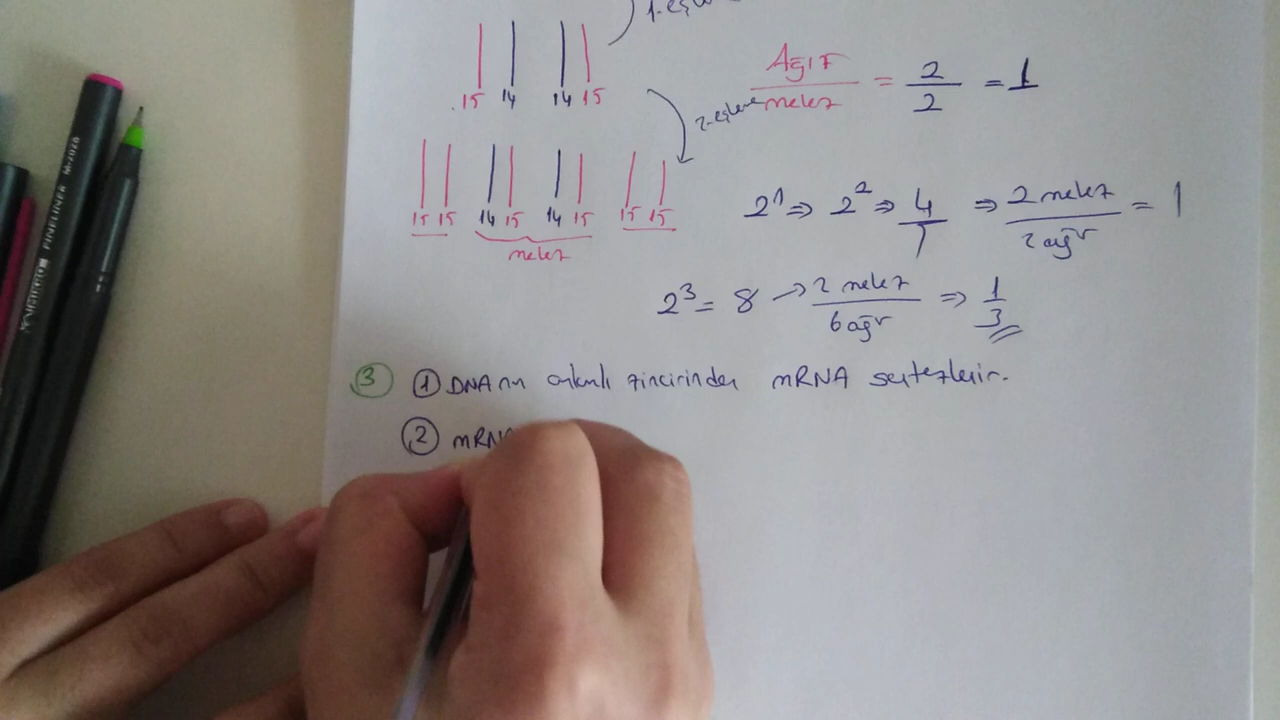 15 14 14 15
Ağır
melez
= 2/2 = 1
2.eşleme
15 15 14 15 14 15 15 15
melez
2¹ ⇒ 2² ⇒ 4 ⇒ 2 melez / 2 ağır = 1
2³ = 8 → 2 melez / 6 ağır ⇒ 1/3
③ ① DNA nın anlamlı zincirinden mRNA sentezlenir.
② mRNA
PINELINER M-2026